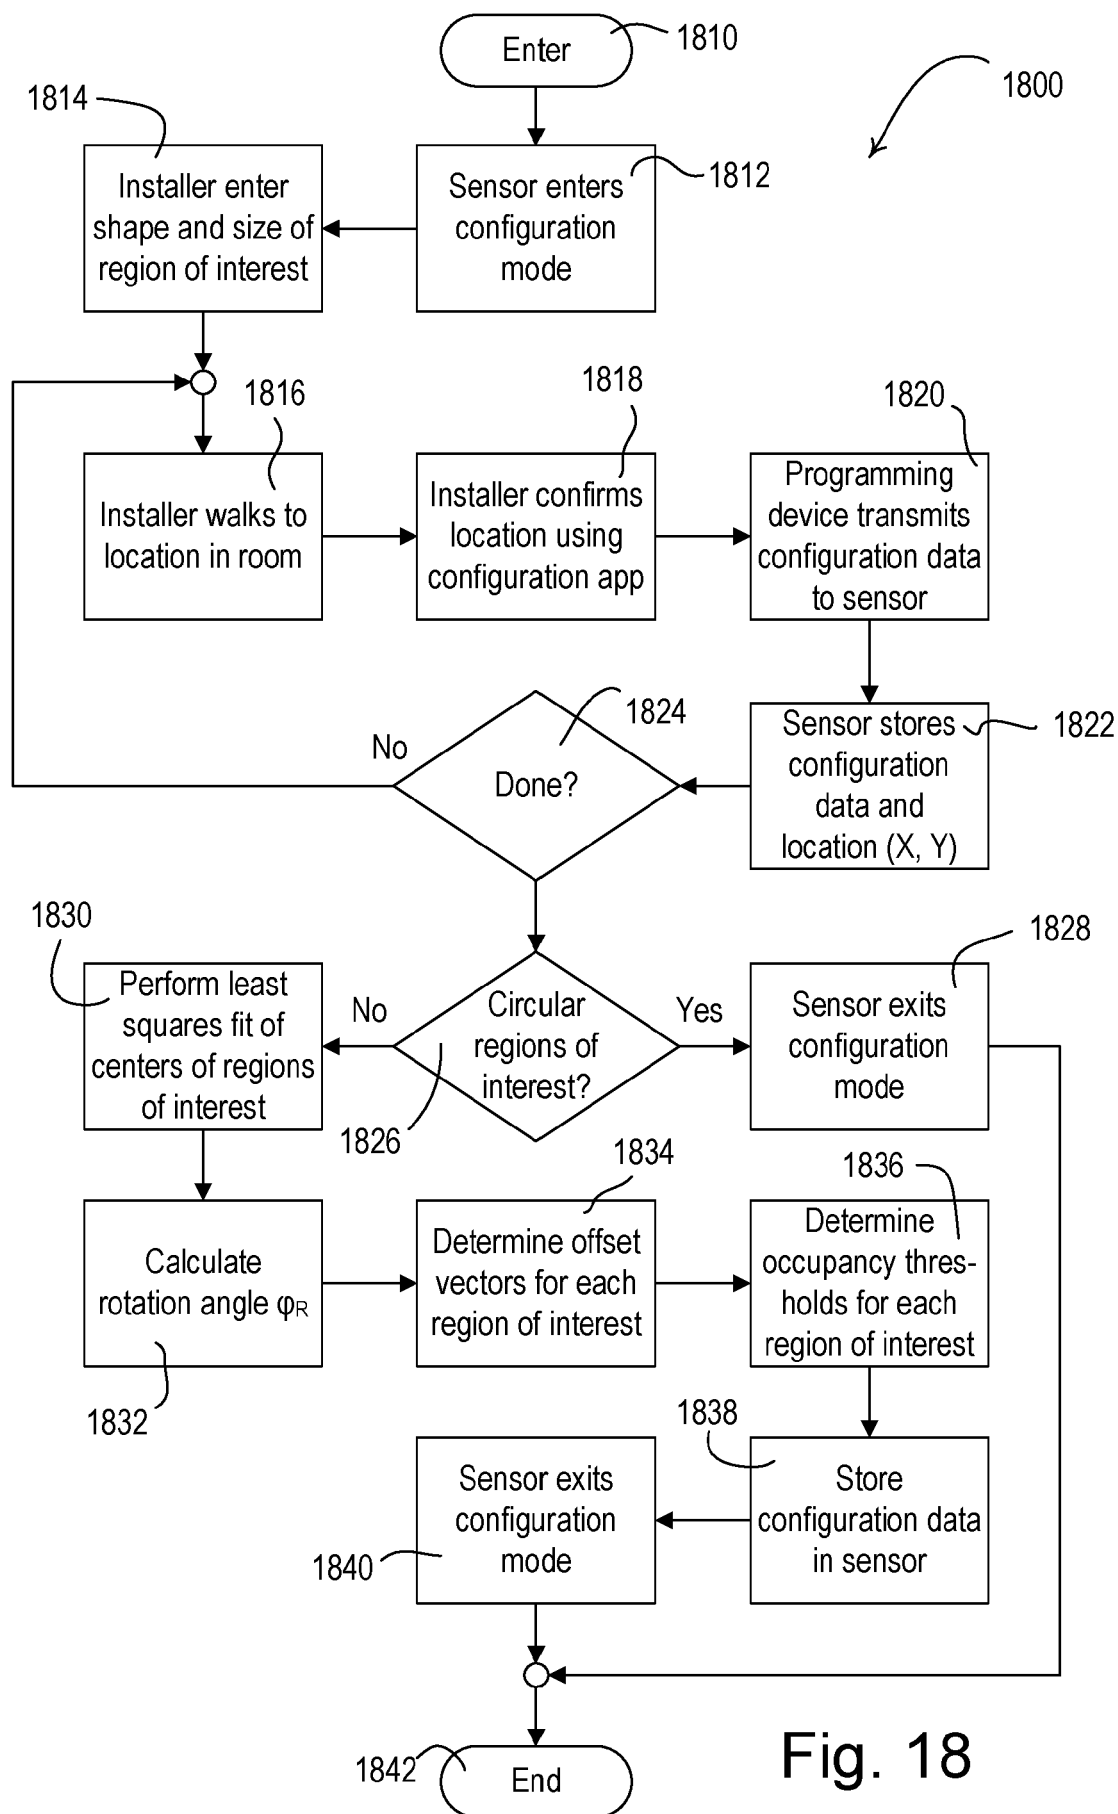 Enter
1810
1800
1814
Installer enter
shape and size of
region of interest
Sensor enters
configuration
mode
1812
1816
Installer walks to
location in room
1818
Installer confirms
location using
configuration app
1820
Programming
device transmits
configuration data
to sensor
1822
Sensor stores
configuration
data and
location (X, Y)
1824
Done?
No
1826
Circular
regions of
interest?
No
Yes
1828
Sensor exits
configuration
mode
1830
Perform least
squares fit of
centers of regions
of interest
1832
Calculate
rotation angle φR
1834
Determine offset
vectors for each
region of interest
1836
Determine
occupancy thres-
holds for each
region of interest
1838
Store
configuration data
in sensor
1840
Sensor exits
configuration
mode
1842
End
Fig. 18